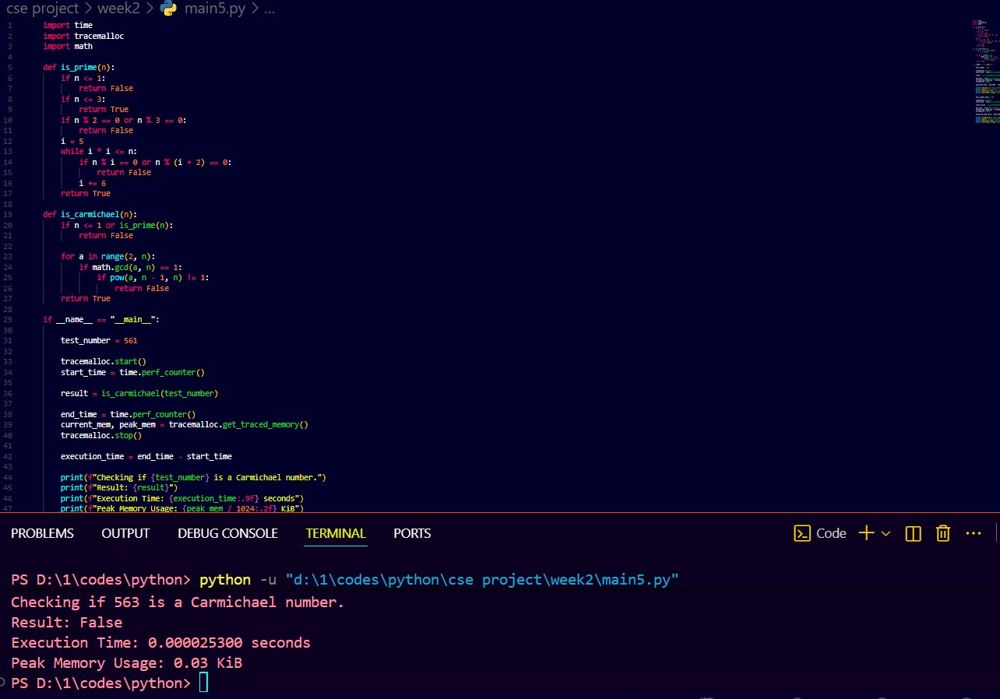 cse project > week2 > main5.py > ...
1 import time
2 import tracemalloc
3 import math
4
5 def is_prime(n):
6 if n <= 1:
7 return False
8 if n <= 3:
9 return True
10 if n % 2 == 0 or n % 3 == 0:
11 return False
12 i = 5
13 while i * i <= n:
14 if n % i == 0 or n % (i + 2) == 0:
15 return False
16 i += 6
17 return True
18
19 def is_carmichael(n):
20 if n <= 1 or is_prime(n):
21 return False
22
23 for a in range(2, n):
24 if math.gcd(a, n) == 1:
25 if pow(a, n - 1, n) != 1:
26 return False
27 return True
28
29 if __name__ == "__main__":
30
31 test_number = 561
32
33 tracemalloc.start()
34 start_time = time.perf_counter()
35
36 result = is_carmichael(test_number)
37
38 end_time = time.perf_counter()
39 current_mem, peak_mem = tracemalloc.get_traced_memory()
40 tracemalloc.stop()
41
42 execution_time = end_time - start_time
43
44 print(f"Checking if {test_number} is a Carmichael number.")
45 print(f"Result: {result}")
46 print(f"Execution Time: {execution_time:.9f} seconds")
47 print(f"Peak Memory Usage: {peak_mem / 1024:.2f} KiB")
PROBLEMS OUTPUT DEBUG CONSOLE TERMINAL PORTS Code
PS D:\1\codes\python> python -u "d:\1\codes\python\cse project\week2\main5.py"
Checking if 563 is a Carmichael number.
Result: False
Execution Time: 0.000025300 seconds
Peak Memory Usage: 0.03 KiB
PS D:\1\codes\python>